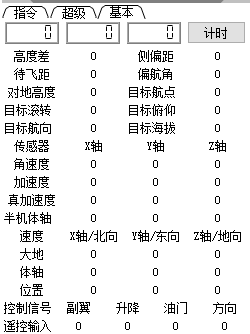 指令 超级 基本
0 0 0 计时
高度差 0 侧偏距 0
待飞距 0 偏航角 0
对地高度 0 目标航点 0
目标滚转 0 目标俯仰 0
目标航向 0 目标海拔 0
传感器 X轴 Y轴 Z轴
角速度 0 0 0
加速度 0 0 0
真加速度 0 0 0
半机体轴 0 0 0
速度 X轴/北向 Y轴/东向 Z轴/地向
大地 0 0 0
体轴 0 0 0
位置 0 0 0
控制信号 副翼 升降 油门 方向
遥控输入 0 0 0 0